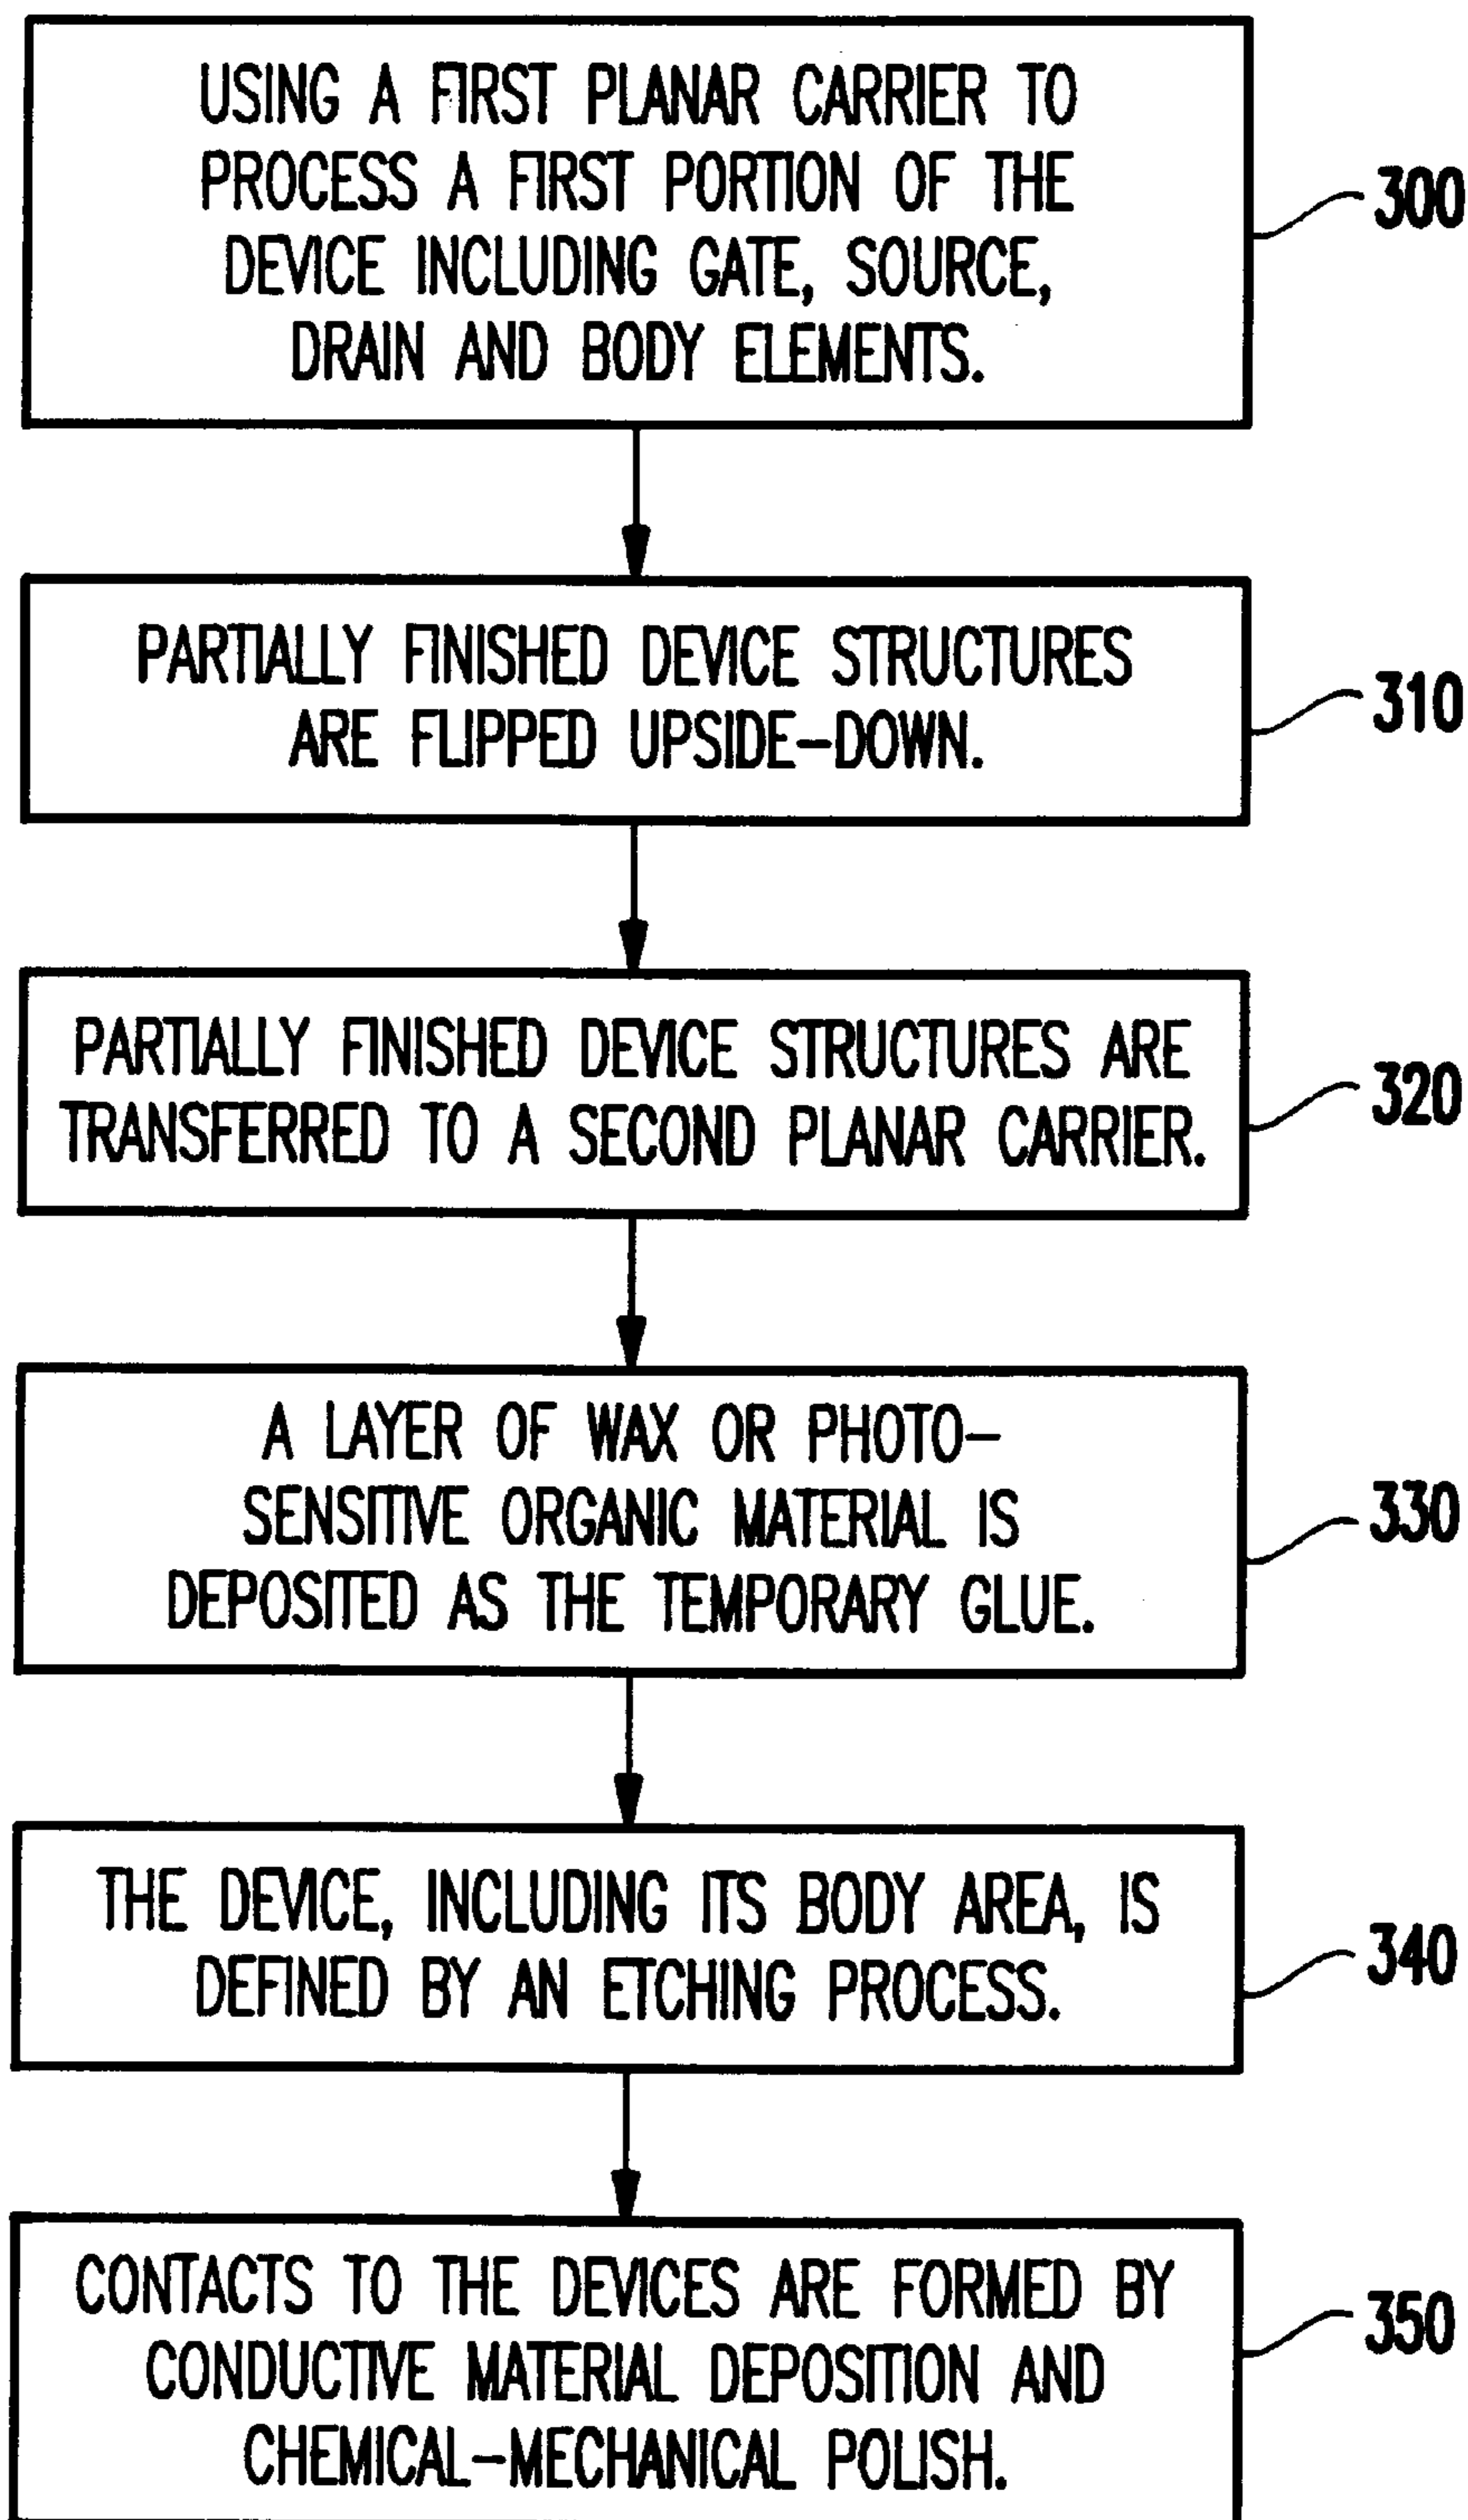 USING A FIRST PLANAR CARRIER TO
PROCESS A FIRST PORTION OF THE
DEVICE INCLUDING GATE, SOURCE,
DRAIN AND BODY ELEMENTS.
300
PARTIALLY FINISHED DEVICE STRUCTURES
ARE FLIPPED UPSIDE-DOWN.
310
PARTIALLY FINISHED DEVICE STRUCTURES ARE
TRANSFERRED TO A SECOND PLANAR CARRIER.
320
A LAYER OF WAX OR PHOTO-
SENSITIVE ORGANIC MATERIAL IS
DEPOSITED AS THE TEMPORARY GLUE.
330
THE DEVICE, INCLUDING ITS BODY AREA, IS
DEFINED BY AN ETCHING PROCESS.
340
CONTACTS TO THE DEVICES ARE FORMED BY
CONDUCTIVE MATERIAL DEPOSITION AND
CHEMICAL-MECHANICAL POLISH.
350